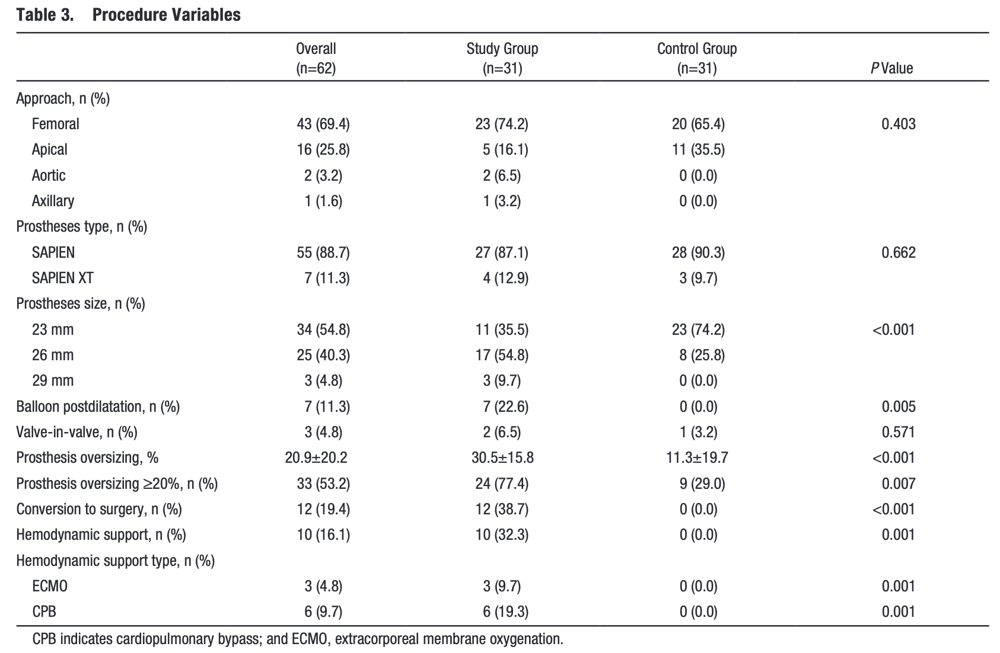 Table 3. Procedure Variables
Overall (n=62) Study Group (n=31) Control Group (n=31) P Value
Approach, n (%)
Femoral 43 (69.4) 23 (74.2) 20 (65.4) 0.403
Apical 16 (25.8) 5 (16.1) 11 (35.5)
Aortic 2 (3.2) 2 (6.5) 0 (0.0)
Axillary 1 (1.6) 1 (3.2) 0 (0.0)
Prostheses type, n (%)
SAPIEN 55 (88.7) 27 (87.1) 28 (90.3) 0.662
SAPIEN XT 7 (11.3) 4 (12.9) 3 (9.7)
Prostheses size, n (%)
23 mm 34 (54.8) 11 (35.5) 23 (74.2) <0.001
26 mm 25 (40.3) 17 (54.8) 8 (25.8)
29 mm 3 (4.8) 3 (9.7) 0 (0.0)
Balloon postdilatation, n (%) 7 (11.3) 7 (22.6) 0 (0.0) 0.005
Valve-in-valve, n (%) 3 (4.8) 2 (6.5) 1 (3.2) 0.571
Prosthesis oversizing, % 20.9±20.2 30.5±15.8 11.3±19.7 <0.001
Prosthesis oversizing ≥20%, n (%) 33 (53.2) 24 (77.4) 9 (29.0) 0.007
Conversion to surgery, n (%) 12 (19.4) 12 (38.7) 0 (0.0) <0.001
Hemodynamic support, n (%) 10 (16.1) 10 (32.3) 0 (0.0) 0.001
Hemodynamic support type, n (%)
ECMO 3 (4.8) 3 (9.7) 0 (0.0) 0.001
CPB 6 (9.7) 6 (19.3) 0 (0.0) 0.001
CPB indicates cardiopulmonary bypass; and ECMO, extracorporeal membrane oxygenation.